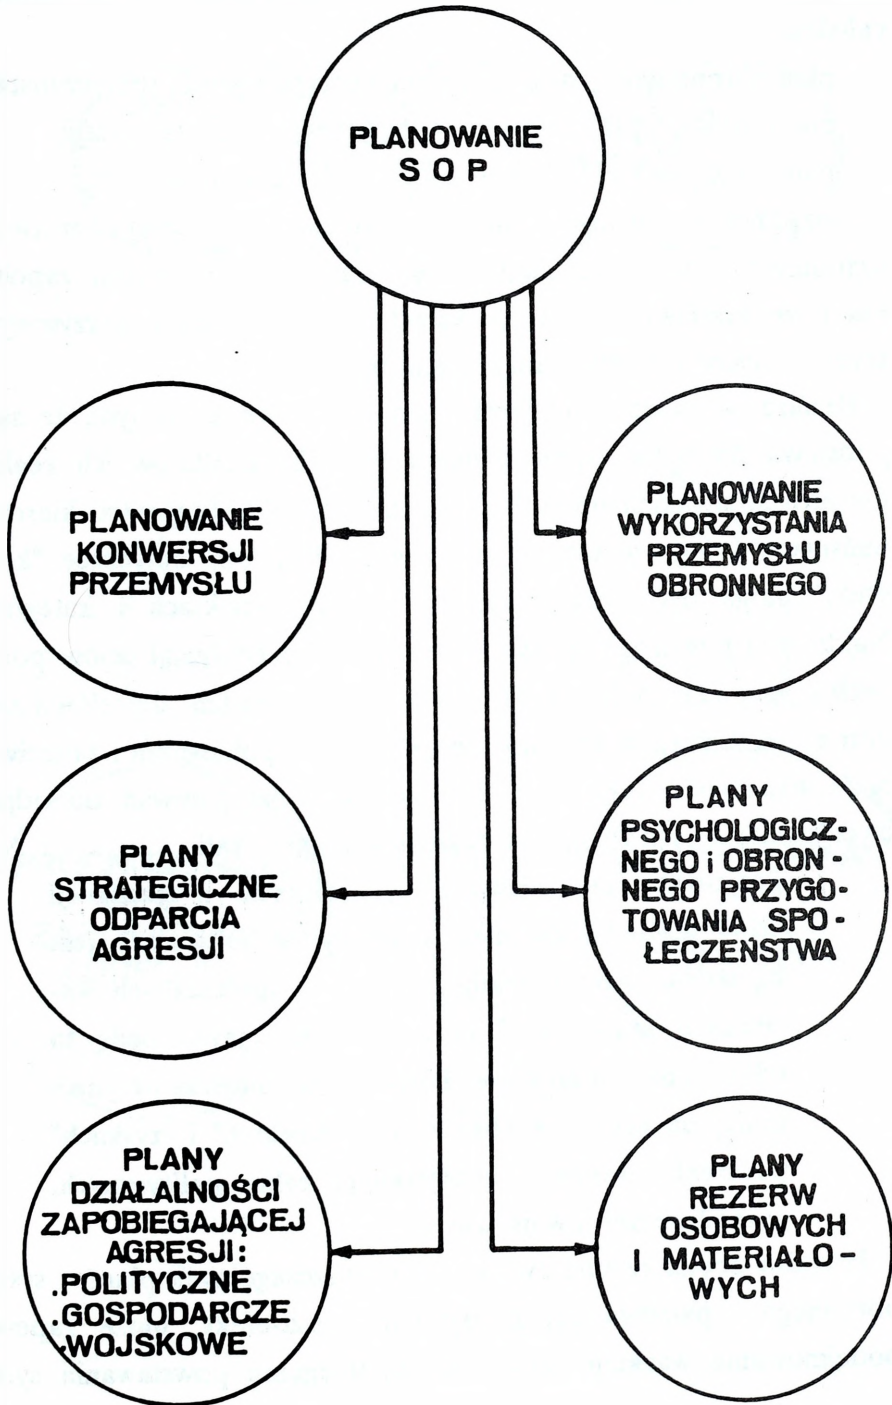 PLANOWANIE
S O P
PLANOWANIE
KONWERSJI
PRZEMYSŁU
PLANOWANIE
WYKORZYSTANIA
PRZEMYSŁU
OBRONNEGO
PLANY
STRATEGICZNE
ODPARCIA
AGRESJI
PLANY
PSYCHOLOGICZ-
NEGO i OBRON-
NEGO PRZYGO-
TOWANIA SPO-
ŁECZEŃSTWA
PLANY
DZIAŁALNOŚCI
ZAPOBIEGAJĄCEJ
AGRESJI:
.POLITYCZNE
.GOSPODARCZE
.WOJSKOWE
PLANY
REZERW
OSOBOWYCH
I MATERIAŁO-
WYCH